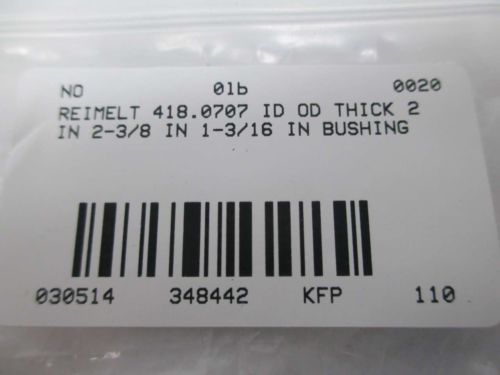 NO 01b 0020
REIMELT 418.0707 ID OD THICK 2
IN 2-3/8 IN 1-3/16 IN BUSHING
030514 348442 KFP 110